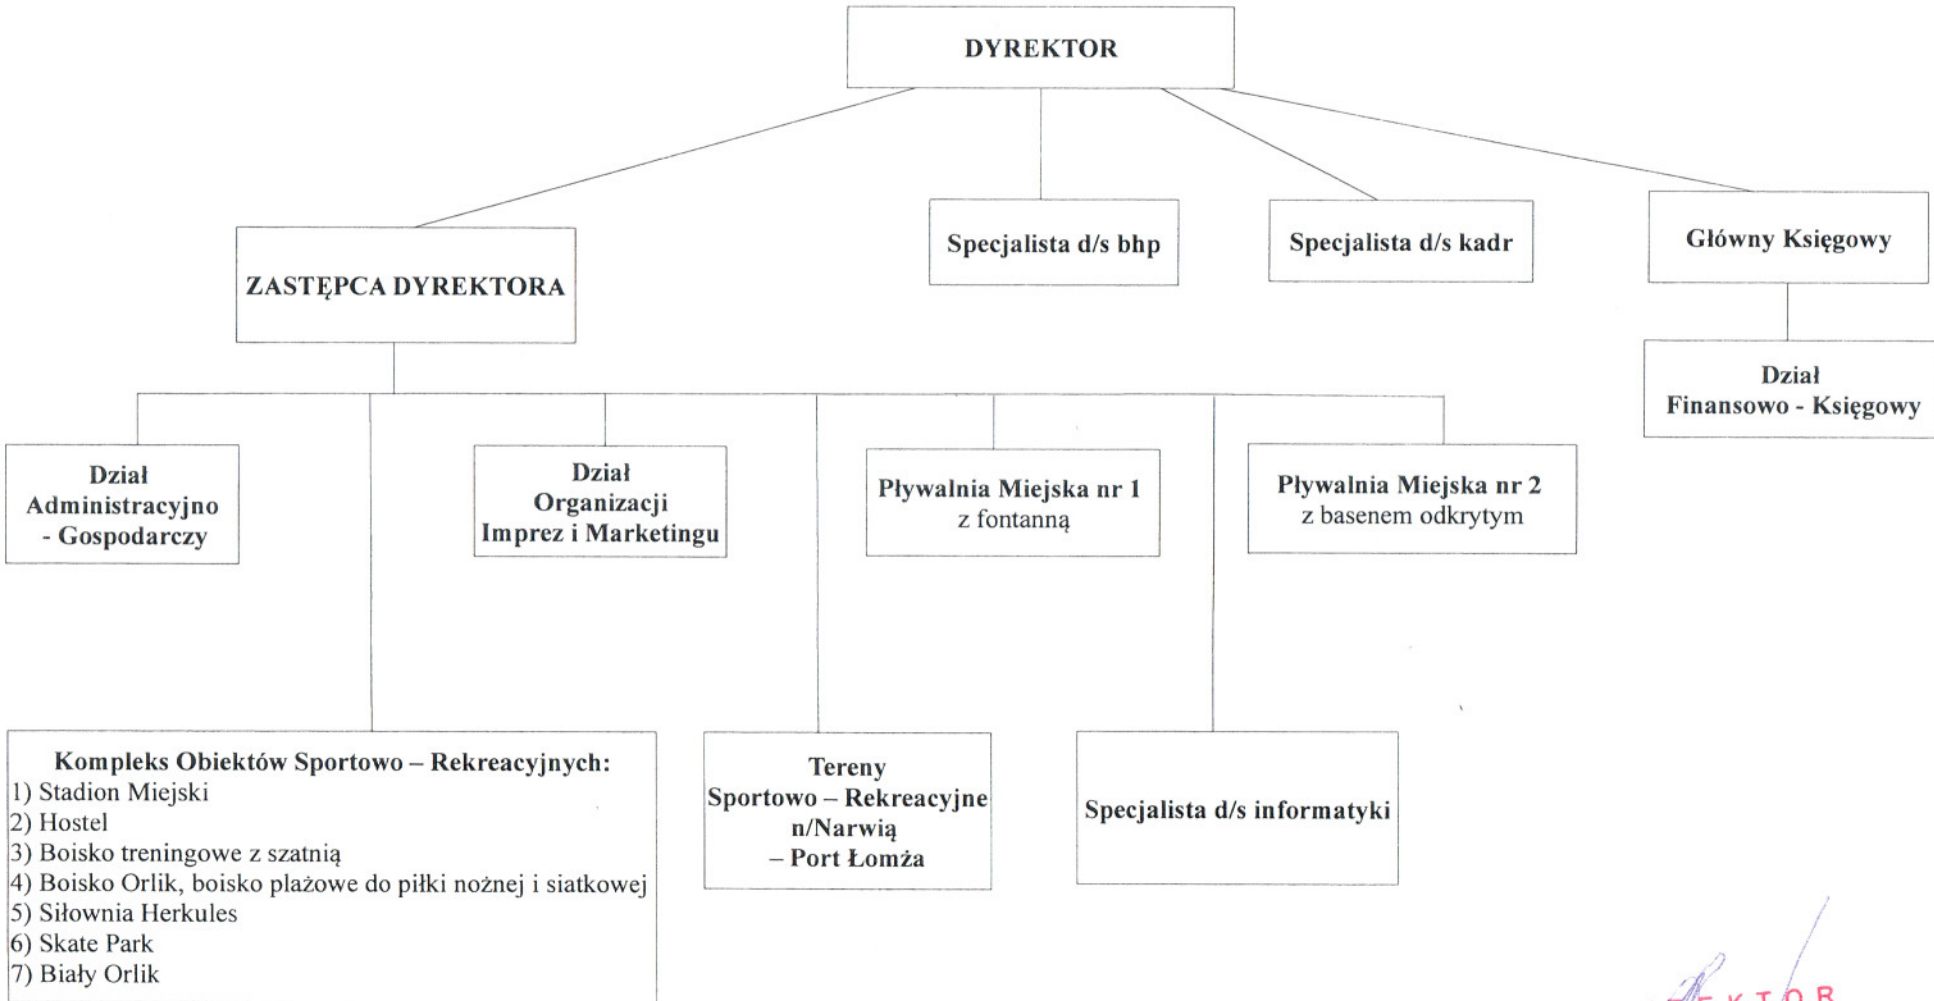 DYREKTOR
Specjalista d/s bhp
Specjalista d/s kadr
Główny Księgowy
ZASTĘPCA DYREKTORA
Dział
Finansowo - Księgowy
Dział
Administracyjno
- Gospodarczy
Dział
Organizacji
Imprez i Marketingu
Pływalnia Miejska nr 1
z fontanną
Pływalnia Miejska nr 2
z basenem odkrytym
Kompleks Obiektów Sportowo – Rekreacyjnych:
1) Stadion Miejski
2) Hostel
3) Boisko treningowe z szatnią
4) Boisko Orlik, boisko plażowe do piłki nożnej i siatkowej
5) Siłownia Herkules
6) Skate Park
7) Biały Orlik
Tereny
Sportowo – Rekreacyjne
n/Narwią
– Port Łomża
Specjalista d/s informatyki